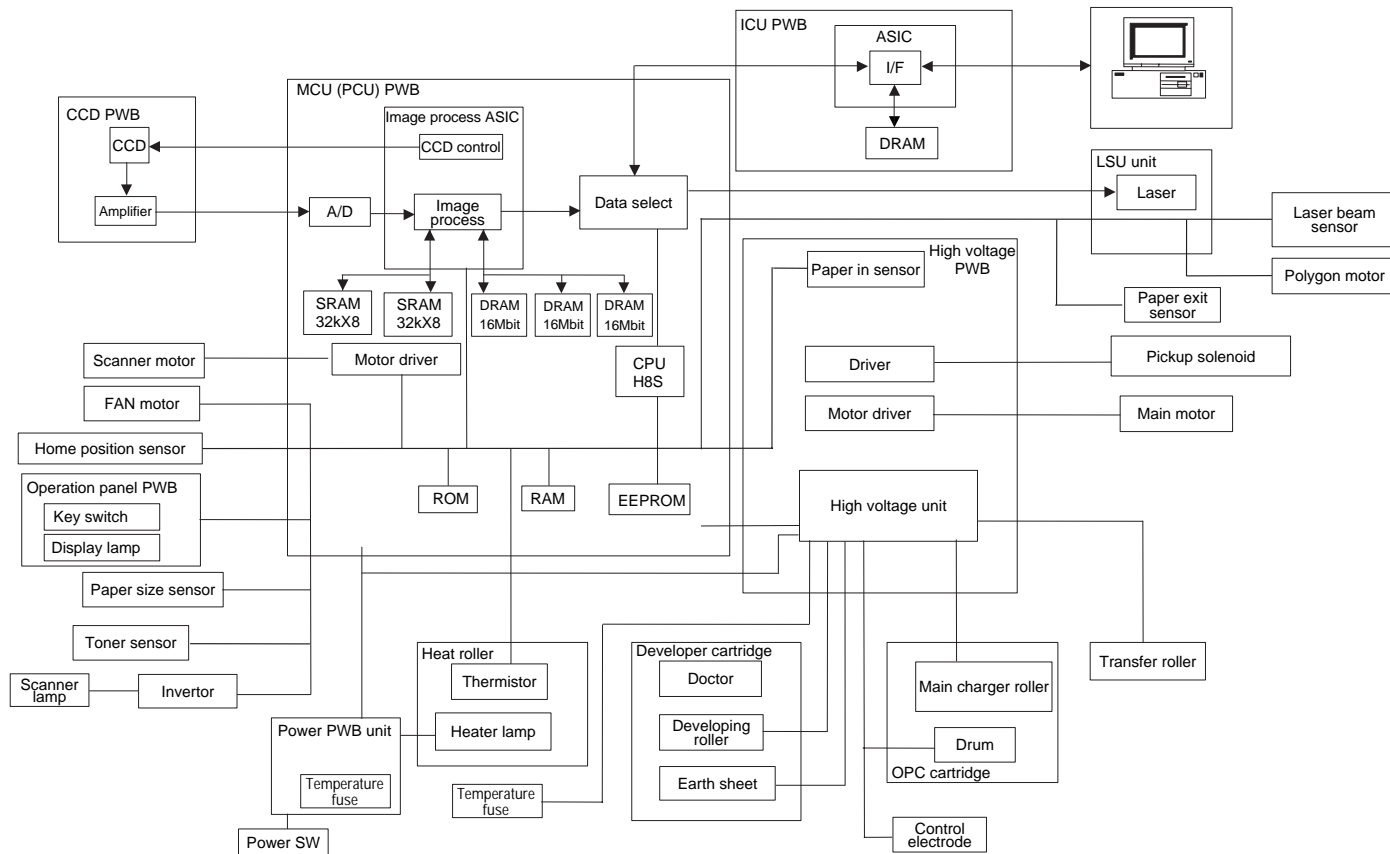 ICU PWB
ASIC
I/F
DRAM
MCU (PCU) PWB
CCD PWB
CCD
Amplifier
Image process ASIC
CCD control
A/D
Image
process
Data select
LSU unit
Laser
Laser beam
sensor
Polygon motor
Paper exit
sensor
High voltage
PWB
Paper in sensor
SRAM
32kX8
SRAM
32kX8
DRAM
16Mbit
DRAM
16Mbit
DRAM
16Mbit
Scanner motor
Motor driver
CPU
H8S
Driver
Pickup solenoid
FAN motor
Motor driver
Main motor
Home position sensor
Operation panel PWB
Key switch
Display lamp
ROM
RAM
EEPROM
High voltage unit
Paper size sensor
Toner sensor
Scanner
lamp
Invertor
Heat roller
Thermistor
Heater lamp
Developer cartridge
Doctor
Developing
roller
Earth sheet
Main charger roller
Drum
OPC cartridge
Transfer roller
Power PWB unit
Temperature
fuse
Temperature
fuse
Power SW
Control
electrode